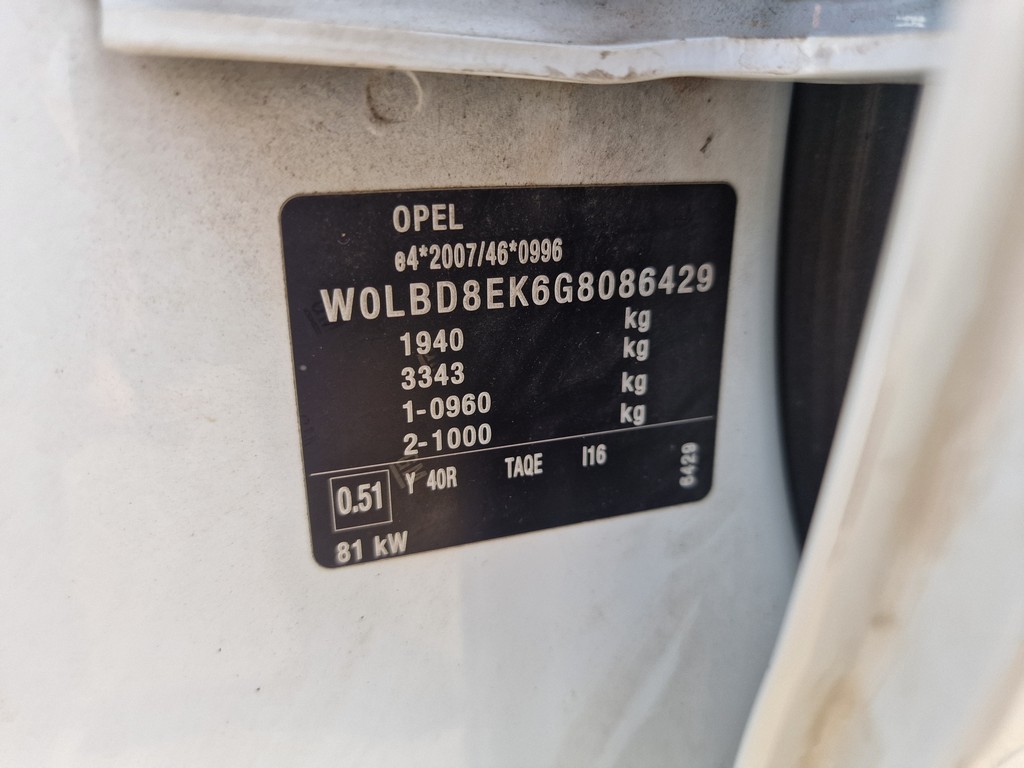 OPEL
e4*2007/46*0996
W0LBD8EK6G8086429
1940 kg
3343 kg
1-0960 kg
2-1000 kg
0.51 Y 40R TAQE I16
81 kW
6429